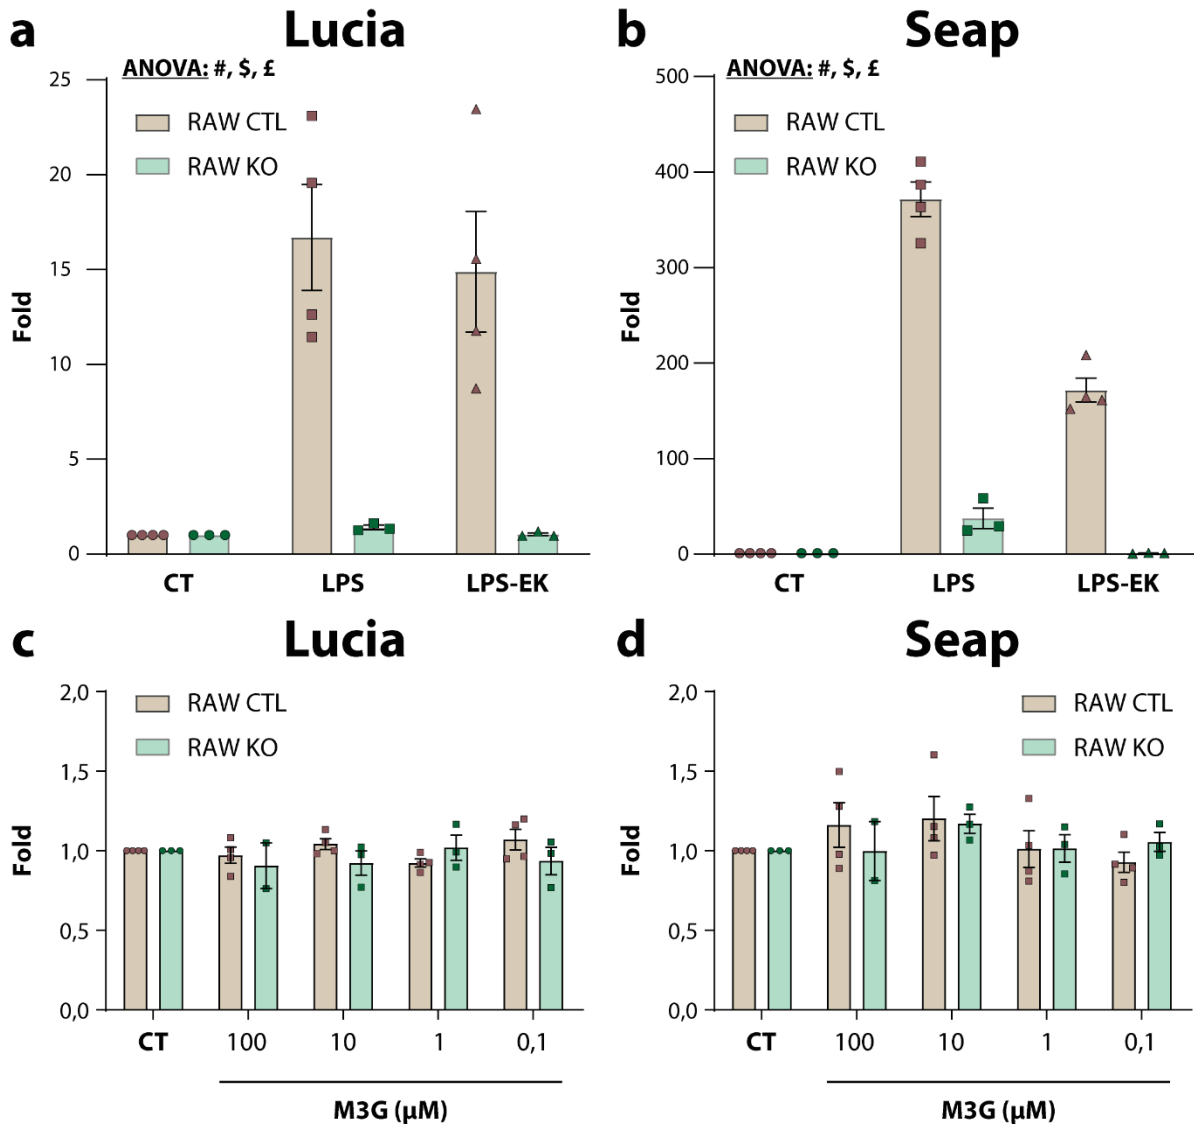 a Lucia
ANOVA: #, $, £
RAW CTL
RAW KO
Fold
25
20
15
10
5
0
CT LPS LPS-EK
b Seap
ANOVA: #, $, £
RAW CTL
RAW KO
Fold
500
400
300
200
100
0
CT LPS LPS-EK
c Lucia
RAW CTL
RAW KO
Fold
2,0
1,5
1,0
0,5
0,0
CT 100 10 1 0,1
M3G (µM)
d Seap
RAW CTL
RAW KO
Fold
2,0
1,5
1,0
0,5
0,0
CT 100 10 1 0,1
M3G (µM)